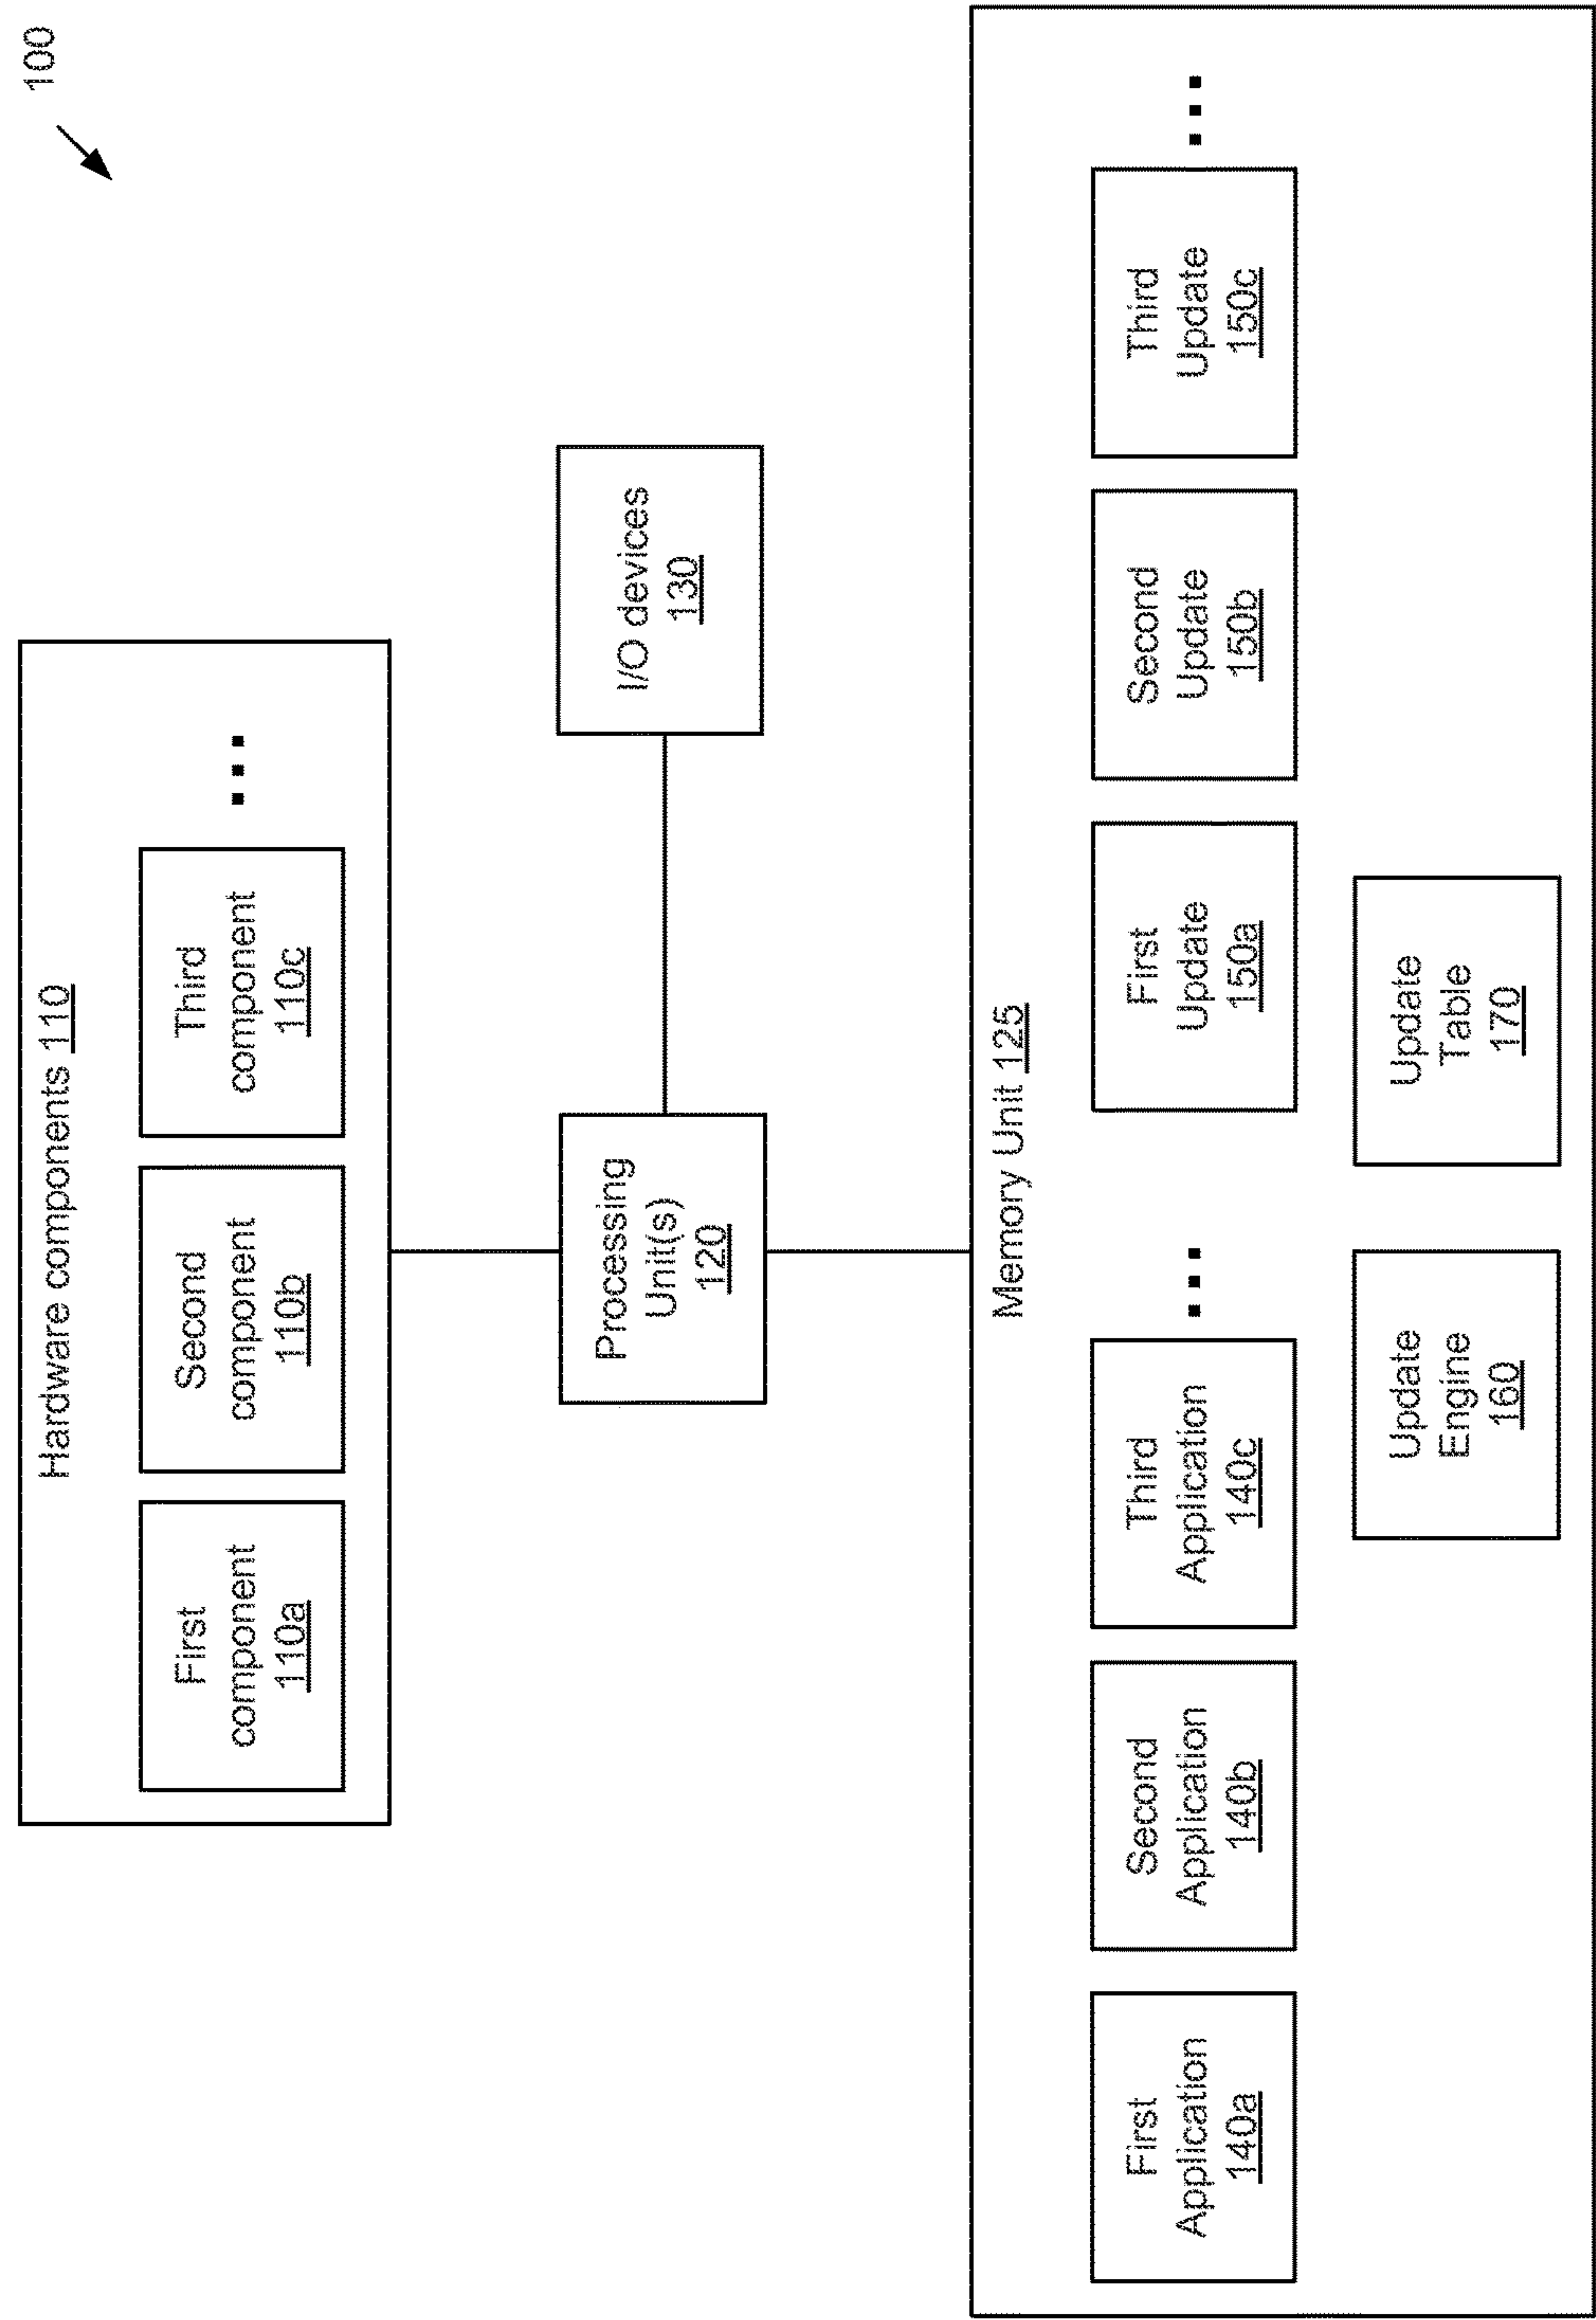 100
Hardware components 110
First
component
110a
Second
component
110b
Third
component
110c
...
Processing
Unit(s)
120
I/O devices
130
Memory Unit 125
First
Application
140a
Second
Application
140b
Third
Application
140c
...
First
Update
150a
Second
Update
150b
Third
Update
150c
...
Update
Engine
160
Update
Table
170